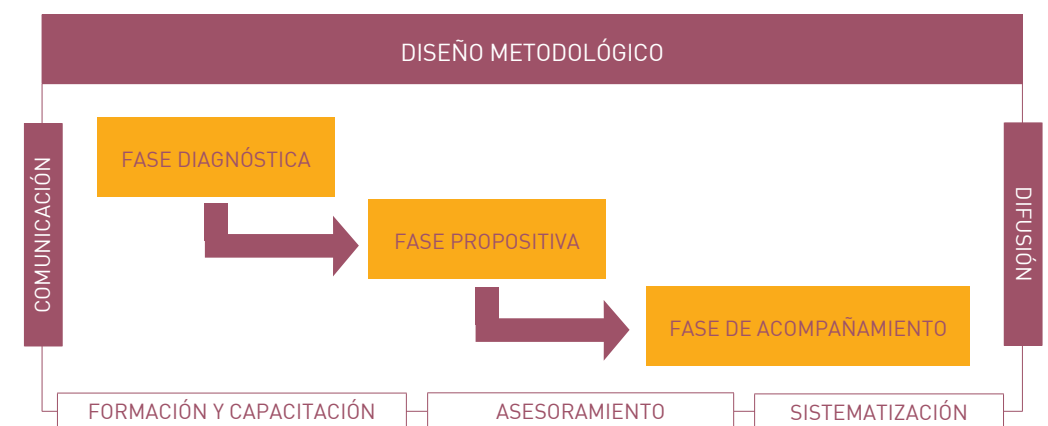 DISEÑO METODOLÓGICO
COMUNICACIÓN
FASE DIAGNÓSTICA
FASE PROPOSITIVA
FASE DE ACOMPAÑAMIENTO
DIFUSIÓN
FORMACIÓN Y CAPACITACIÓN
ASESORAMIENTO
SISTEMATIZACIÓN